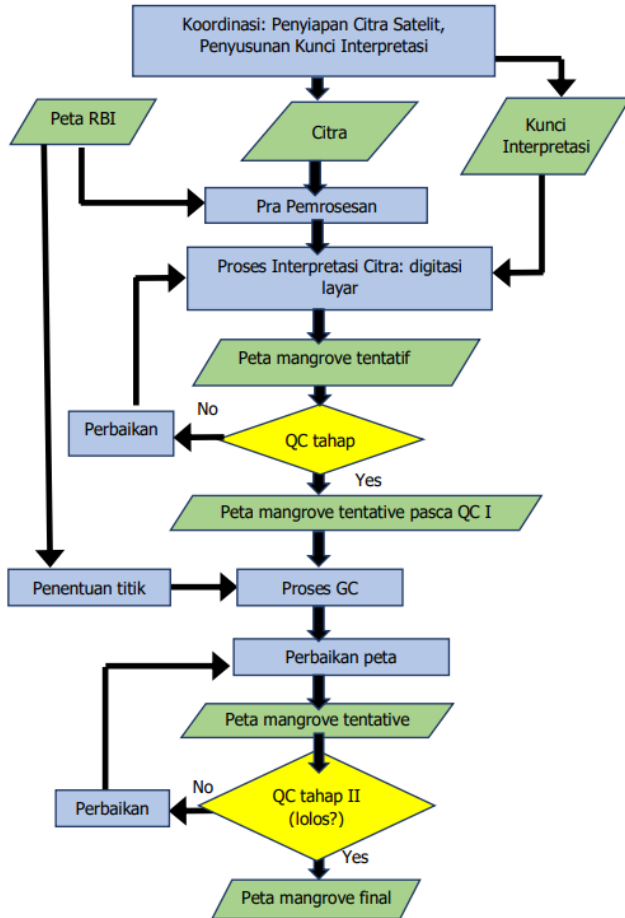 Koordinasi: Penyiapan Citra Satelit,
Penyusunan Kunci Interpretasi
Peta RBI
Citra
Kunci
Interpretasi
Pra Pemrosesan
Proses Interpretasi Citra: digitasi
layar
Peta mangrove tentatif
No
Perbaikan
QC tahap
Yes
Peta mangrove tentative pasca QC I
Penentuan titik
Proses GC
Perbaikan peta
Peta mangrove tentative
No
Perbaikan
QC tahap II
(lolos?)
Yes
Peta mangrove final